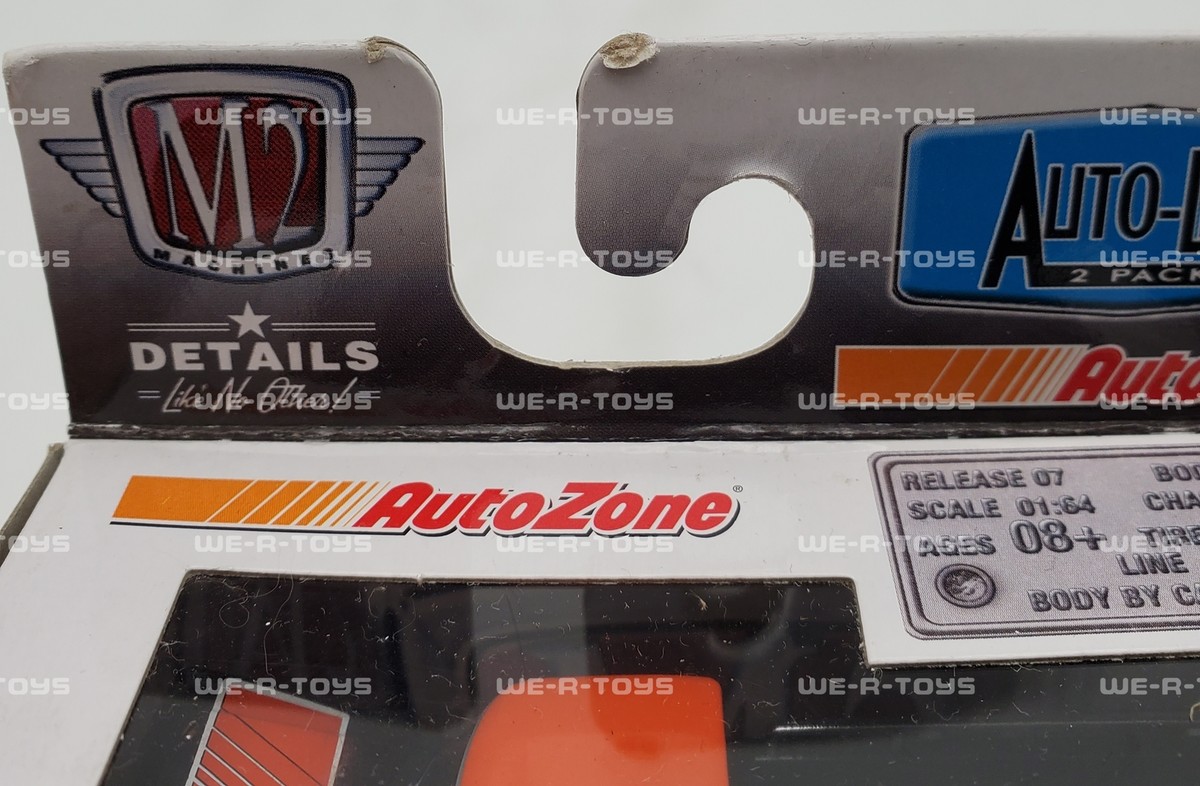 M2
MACHINES
DETAILS
Like No Other!
AUTO-
2 PACK
Auto
AutoZone®
RELEASE 07
SCALE 01:64
AGES 08+
LINE
BODY BY
WE-R-TOYS